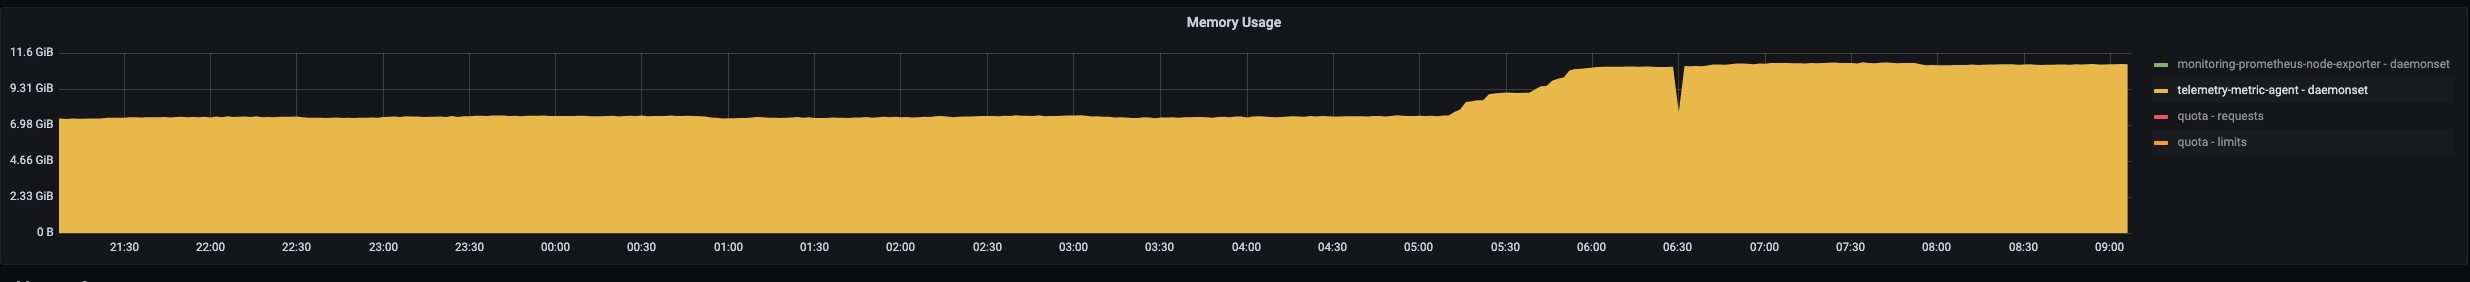 Memory Usage
11.6 GiB
9.31 GiB
6.98 GiB
4.66 GiB
2.33 GiB
0 B
21:30 22:00 22:30 23:00 23:30 00:00 00:30 01:00 01:30 02:00 02:30 03:00 03:30 04:00 04:30 05:00 05:30 06:00 06:30 07:00 07:30 08:00 08:30 09:00
monitoring-prometheus-node-exporter - daemonset
telemetry-metric-agent - daemonset
quota - requests
quota - limits